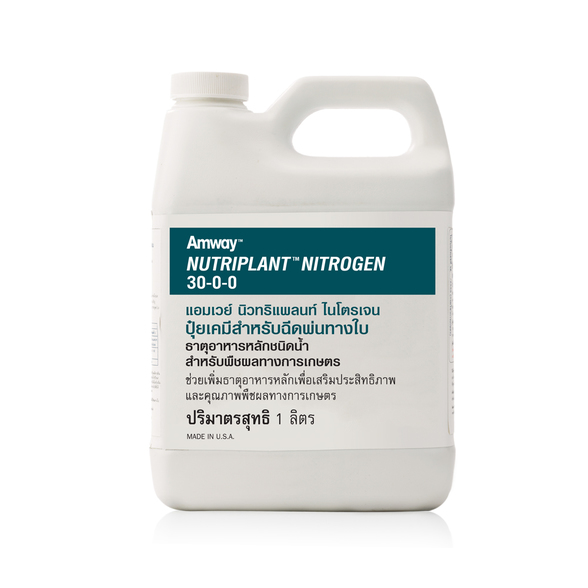 Amway™
NUTRIPLANT™ NITROGEN
30-0-0
แอมเวย์ นิวทริแพลนท์ ไนโตรเจน
ปุ๋ยเคมีสำหรับฉีดพ่นทางใบ
ธาตุอาหารหลักชนิดน้ำ
สำหรับพืชผลทางการเกษตร
ช่วยเพิ่มธาตุอาหารหลักเพื่อเสริมประสิทธิภาพ
และคุณภาพพืชผลทางการเกษตร
ปริมาตรสุทธิ 1 ลิตร
MADE IN U.S.A.